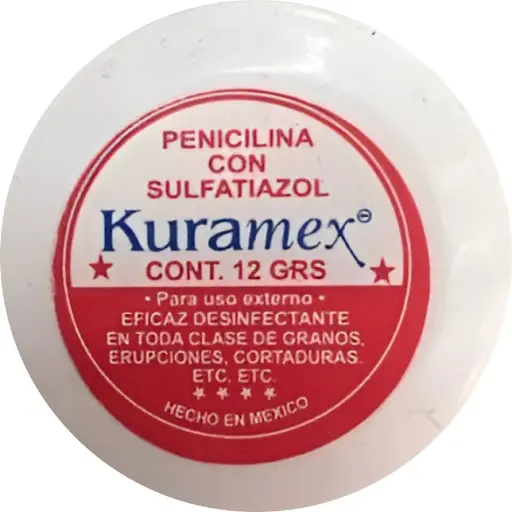 PENICILINA
CON
SULFATIAZOL
Kuramex
CONT. 12 GRS
• Para uso externo •
EFICAZ DESINFECTANTE
EN TODA CLASE DE GRANOS,
ERUPCIONES, CORTADURAS.
ETC. ETC.
HECHO EN MEXICO